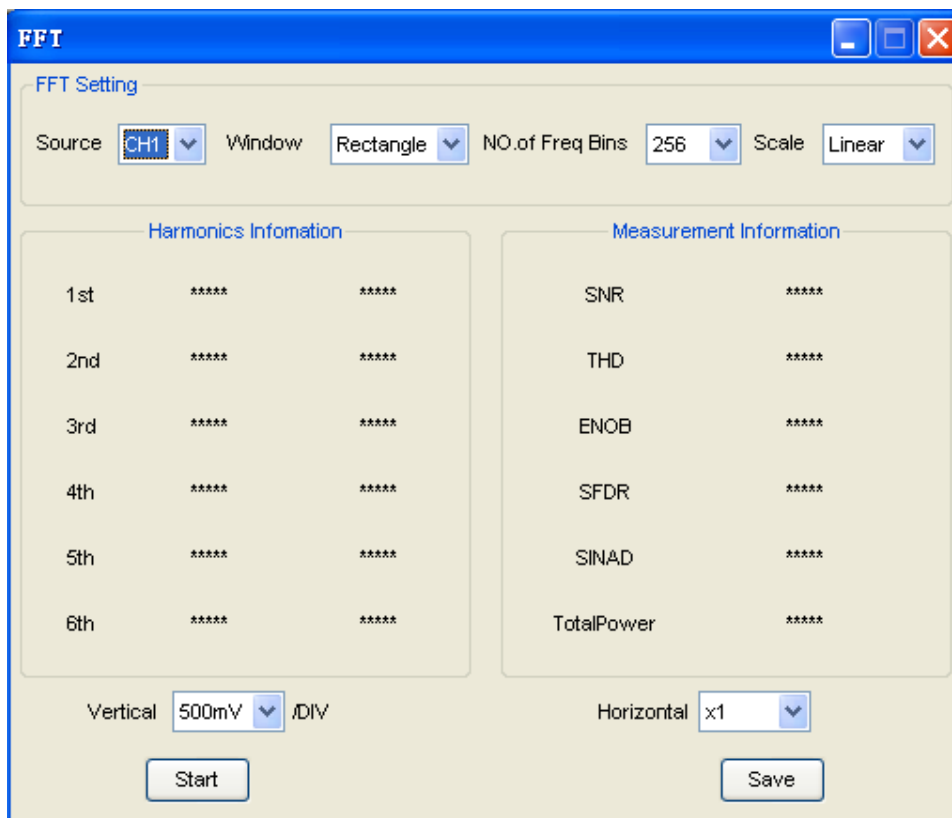 FFT
FFT Setting
Source CH1 Window Rectangle NO.of Freq Bins 256 Scale Linear
Harmonics Infomation
1st ***** *****
2nd ***** *****
3rd ***** *****
4th ***** *****
5th ***** *****
6th ***** *****
Measurement Information
SNR *****
THD *****
ENOB *****
SFDR *****
SINAD *****
TotalPower *****
Vertical 500mV /DIV Horizontal x1
Start Save